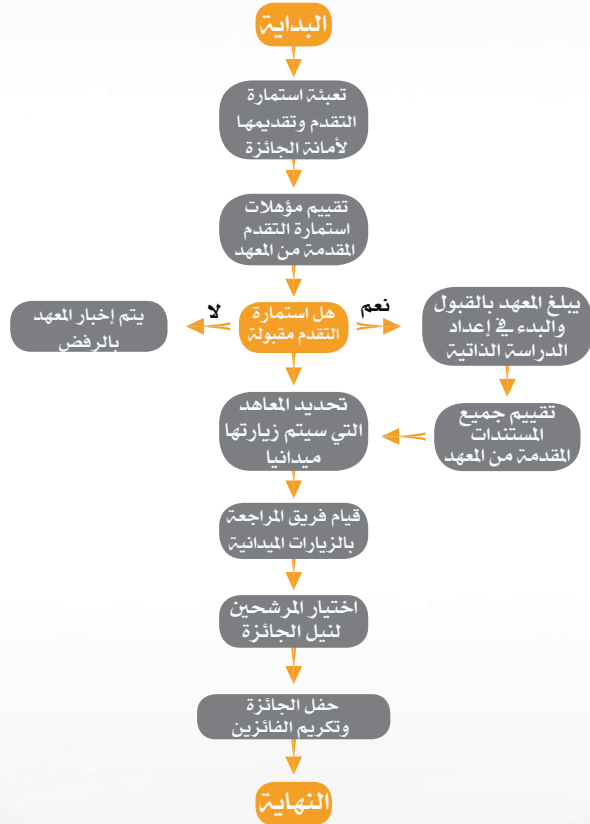 البداية
تعبئة استمارة
التقدم وتقديمها
لأمانة الجائزة
تقييم مؤهلات
استمارة التقدم
المقدمة من المعهد
هل استمارة
التقدم مقبولة
نعم
يبلغ المعهد بالقبول
والبدء في إعداد
الدراسة الذاتية
لا
يتم إخبار المعهد
بالرفض
تقييم جميع
المستندات
المقدمة من المعهد
تحديد المعاهد
التي سيتم زيارتها
ميدانيا
قيام فريق المراجعة
بالزيارات الميدانية
اختيار المرشحين
لنيل الجائزة
حفل الجائزة
وتكريم الفائزين
النهاية